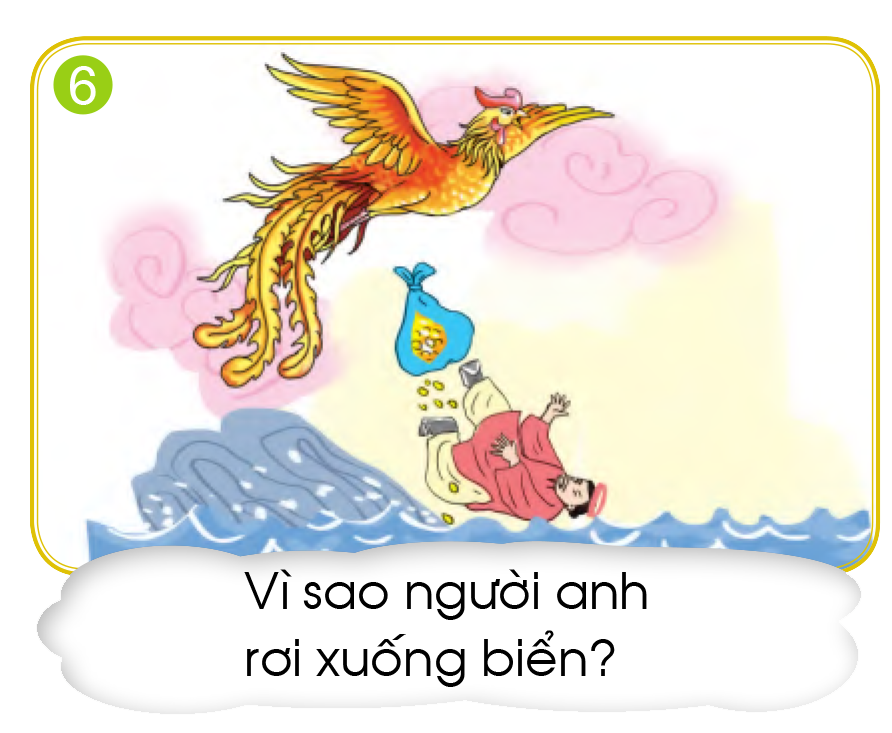 6
Vì sao người anh
rơi xuống biển?